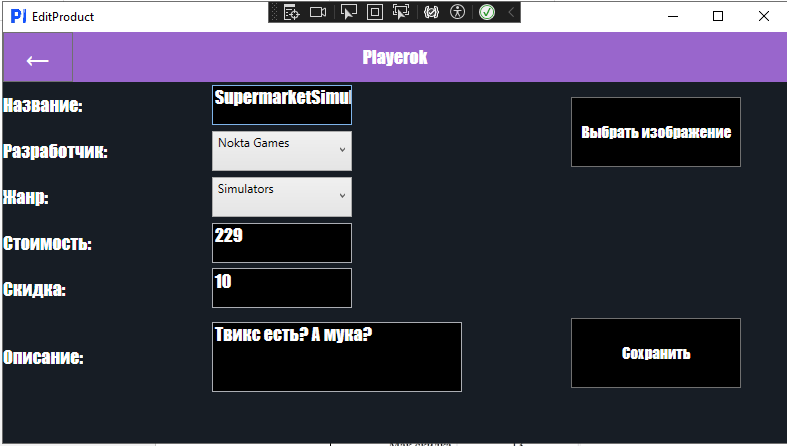 Pl EditProduct
Playerok
Название:
SupermarketSimul
Выбрать изображение
Разработчик:
Nokta Games
Жанр:
Simulators
Стоимость:
229
Скидка:
10
Описание:
Твикс есть? А мука?
Сохранить